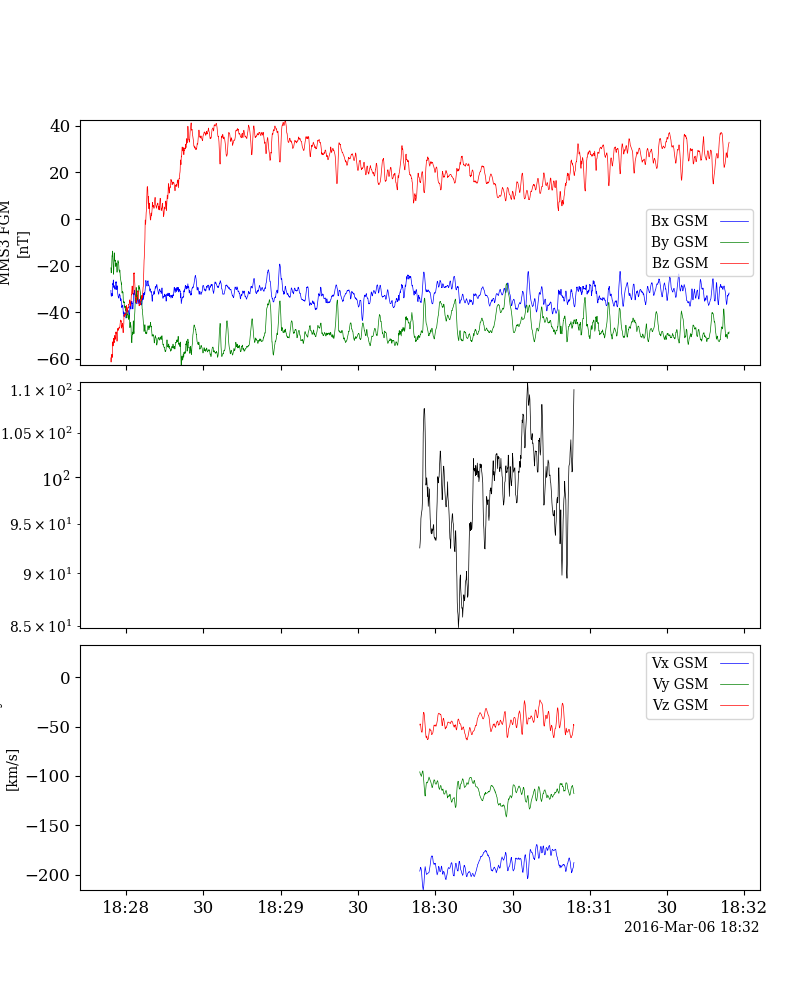 40
20
0
−20
−40
−60
MMS3 FGM
[nT]
Bx GSM
By GSM
Bz GSM
1.1 × 10²
1.05 × 10²
10²
9.5 × 10¹
9 × 10¹
8.5 × 10¹
0
−50
−100
−150
−200
[km/s]
Vx GSM
Vy GSM
Vz GSM
18:28 30 18:29 30 18:30 30 18:31 30 18:32
2016-Mar-06 18:32